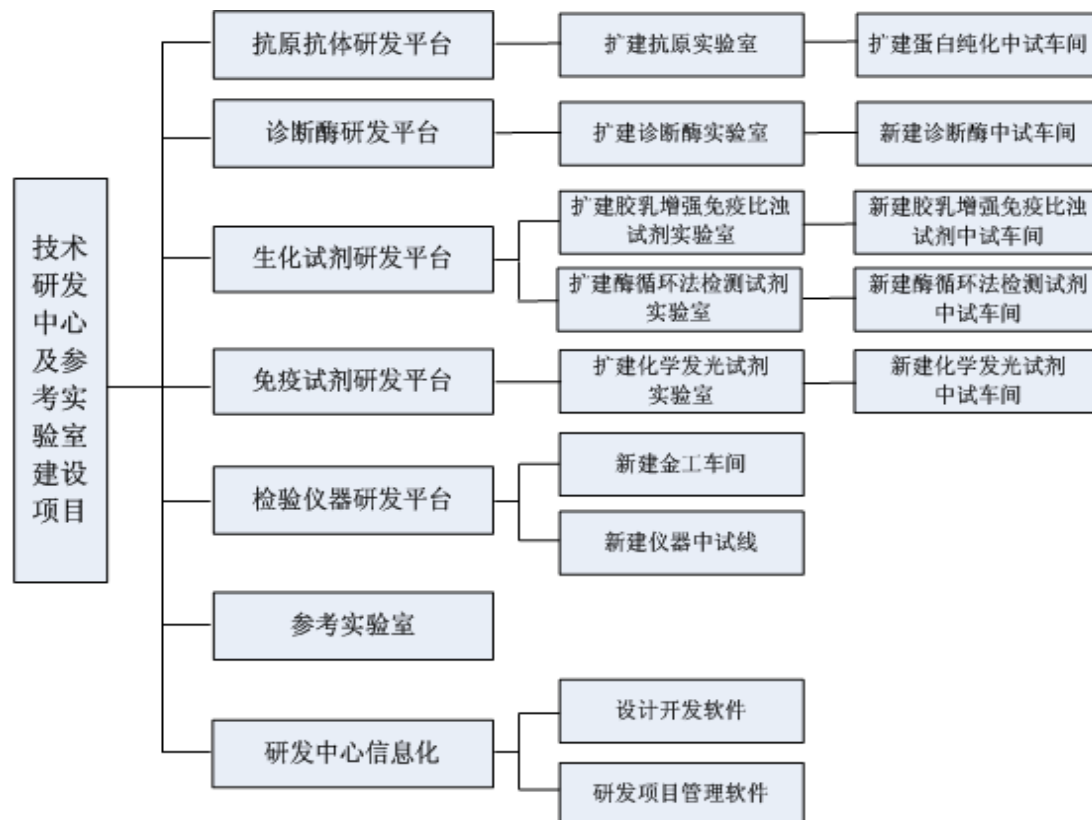 技术
研发
中心
及参
考实
验室
建设
项目
抗原抗体研发平台
扩建抗原实验室
扩建蛋白纯化中试车间
诊断酶研发平台
扩建诊断酶实验室
新建诊断酶中试车间
生化试剂研发平台
扩建胶乳增强免疫比浊
试剂实验室
新建胶乳增强免疫比浊
试剂中试车间
扩建酶循环法检测试剂
实验室
新建酶循环法检测试剂
中试车间
免疫试剂研发平台
扩建化学发光试剂
实验室
新建化学发光试剂
中试车间
检验仪器研发平台
新建金工车间
新建仪器中试线
参考实验室
研发中心信息化
设计开发软件
研发项目管理软件